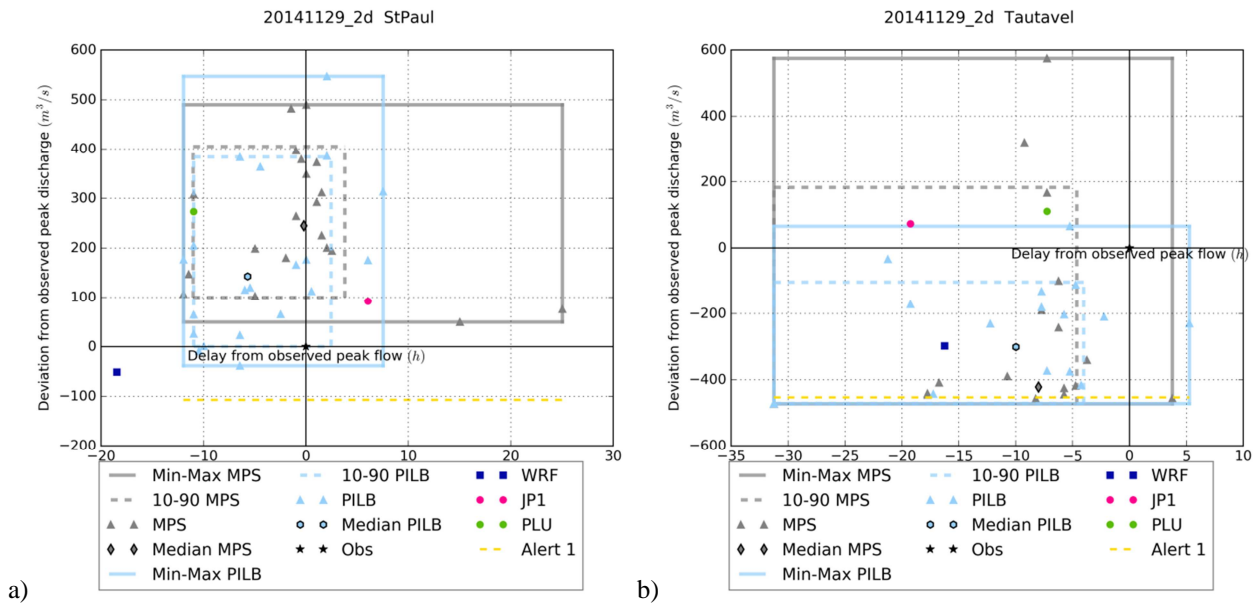 20141129_2d StPaul
600
500
400
300
200
100
0
−100
−200
Deviation from observed peak discharge (m³/s)
Delay from observed peak flow (h)
−20 −10 0 10 20 30
Min-Max MPS
10-90 MPS
MPS
Median MPS
Min-Max PILB
10-90 PILB
PILB
Median PILB
Obs
WRF
JP1
PLU
Alert 1
a)
20141129_2d Tautavel
600
400
200
0
−200
−400
−600
Deviation from observed peak discharge (m³/s)
Delay from observed peak flow (h)
−35 −30 −25 −20 −15 −10 −5 0 5 10
Min-Max MPS
10-90 MPS
MPS
Median MPS
Min-Max PILB
10-90 PILB
PILB
Median PILB
Obs
WRF
JP1
PLU
Alert 1
b)